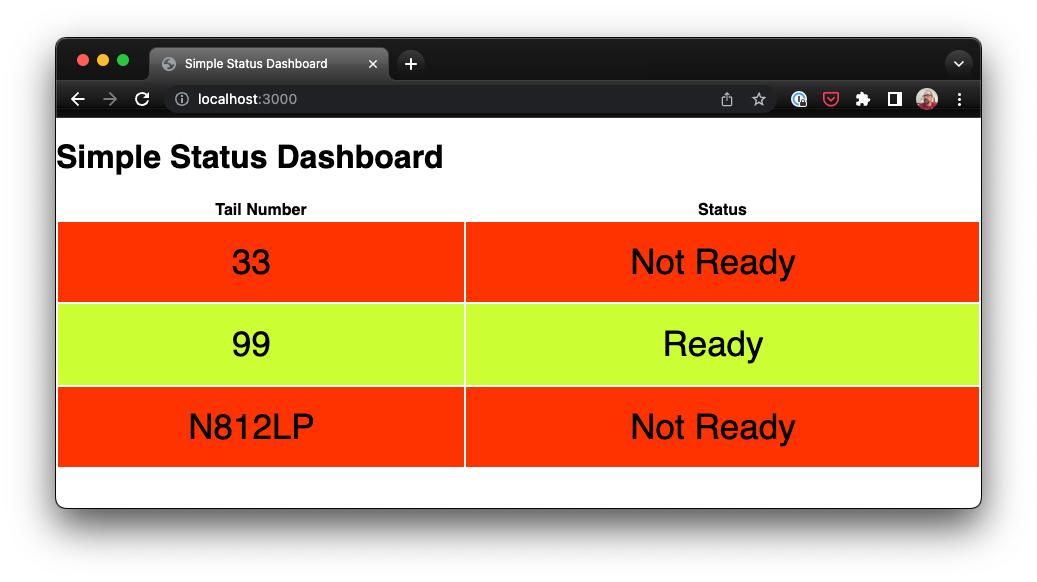 Simple Status Dashboard
localhost:3000
Simple Status Dashboard
Tail Number Status
33 Not Ready
99 Ready
N812LP Not Ready